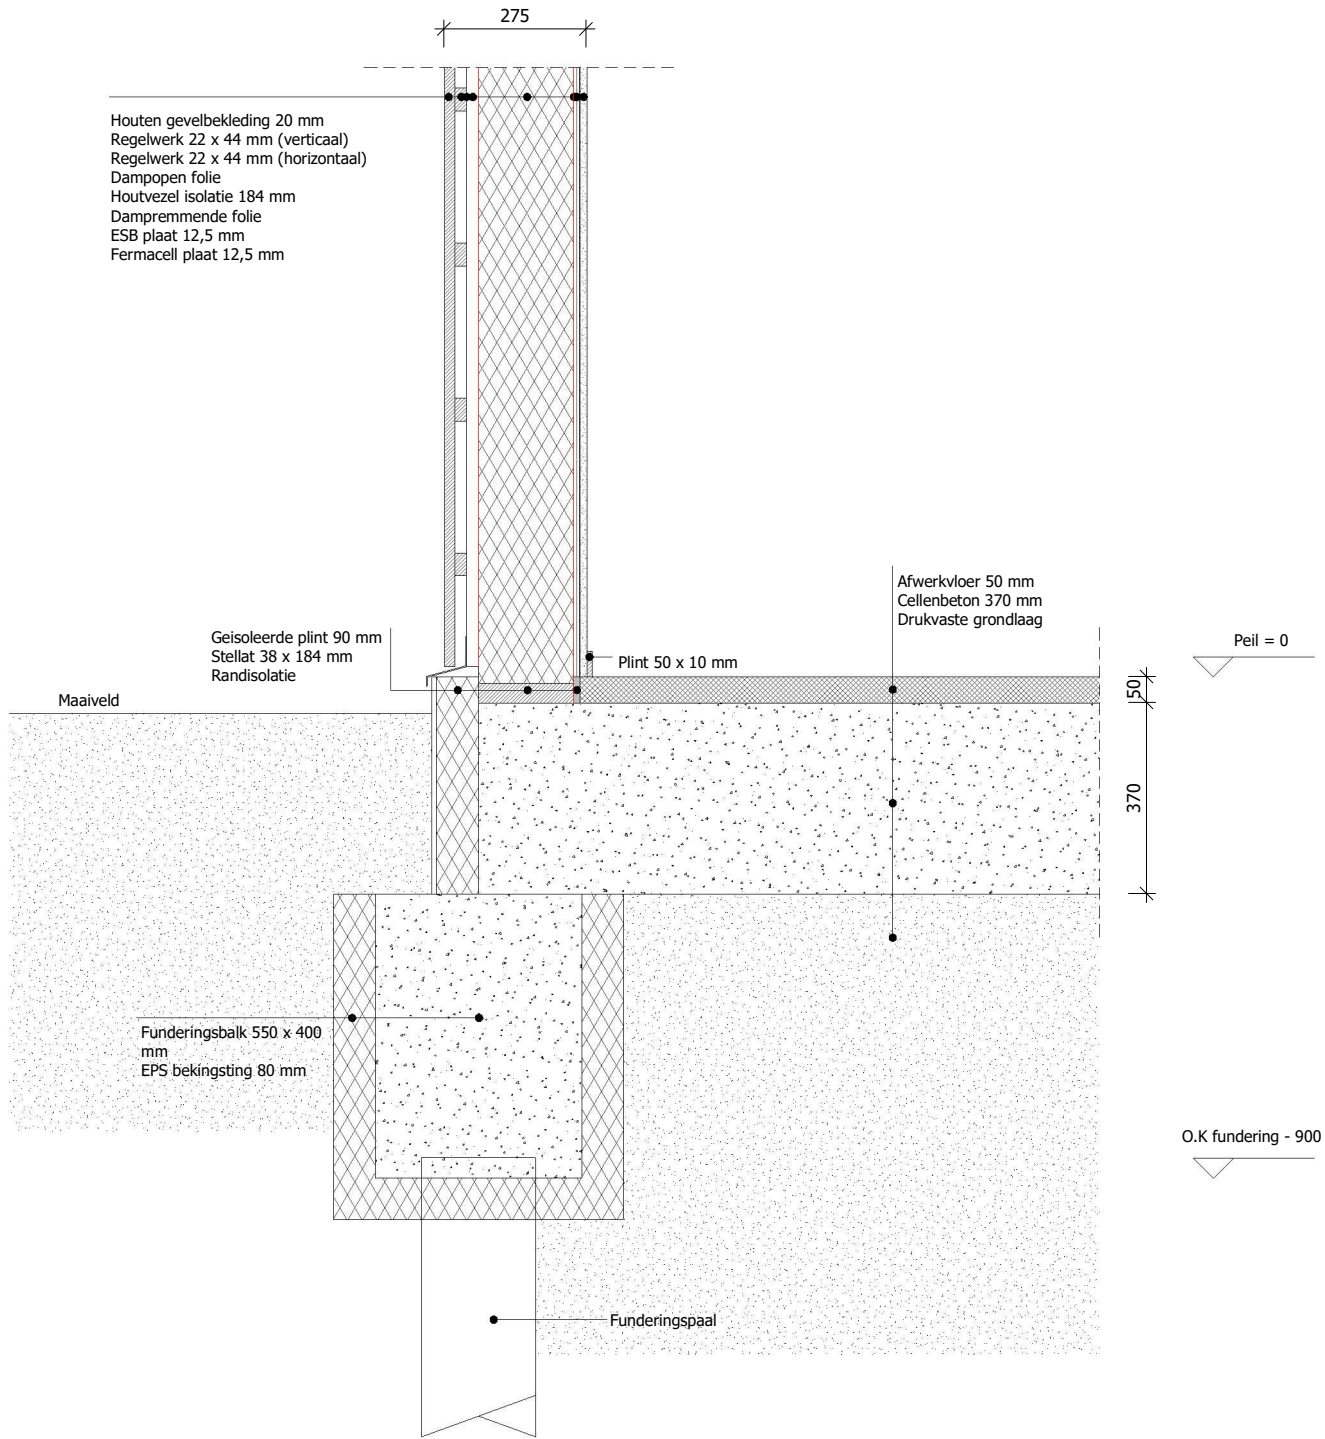 275
Houten gevelbekleding 20 mm
Regelwerk 22 x 44 mm (verticaal)
Regelwerk 22 x 44 mm (horizontaal)
Dampopen folie
Houtvezel isolatie 184 mm
Dampremmende folie
ESB plaat 12,5 mm
Fermacell plaat 12,5 mm
Afwerkvloer 50 mm
Cellenbeton 370 mm
Drukvaste grondlaag
Geisoleerde plint 90 mm
Stellat 38 x 184 mm
Randisolatie
Plint 50 x 10 mm
Peil = 0
Maaiveld
50
370
Funderingsbalk 550 x 400
mm
EPS bekingsting 80 mm
O.K fundering - 900
Funderingspaal